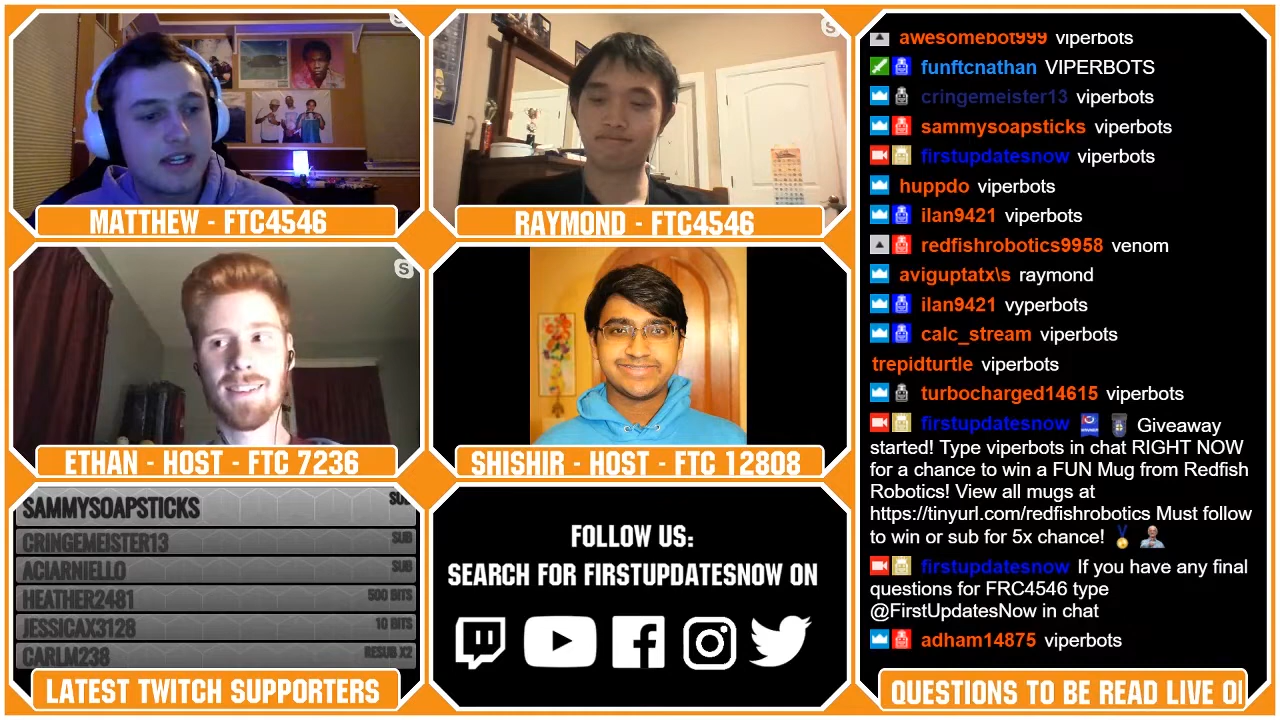 MATTHEW - FTC4546
RAYMOND - FTC4546
ETHAN - HOST - FTC 7236
SHISHIR - HOST - FTC 12808
SAMMYSOAPSTICKS SUB
CRINGEMEISTER13 SUB
ACIARNIELLO SUB
HEATHER2481 500 BITS
JESSICAX3128 10 BITS
CARLM238 RESUB X2
LATEST TWITCH SUPPORTERS
FOLLOW US:
SEARCH FOR FIRSTUPDATESNOW ON
awesomebot999 viperbots
funftcnathan VIPERBOTS
cringemeister13 viperbots
sammysoapsticks viperbots
firstupdatesnow viperbots
huppdo viperbots
ilan9421 viperbots
redfishrobotics9958 venom
aviguptatx\s raymond
ilan9421 vyperbots
calc_stream viperbots
trepidturtle viperbots
turbocharged14615 viperbots
firstupdatesnow Giveaway
started! Type viperbots in chat RIGHT NOW
for a chance to win a FUN Mug from Redfish
Robotics! View all mugs at
https://tinyurl.com/redfishrobotics Must follow
to win or sub for 5x chance!
firstupdatesnow If you have any final
questions for FRC4546 type
@FirstUpdatesNow in chat
adham14875 viperbots
QUESTIONS TO BE READ LIVE